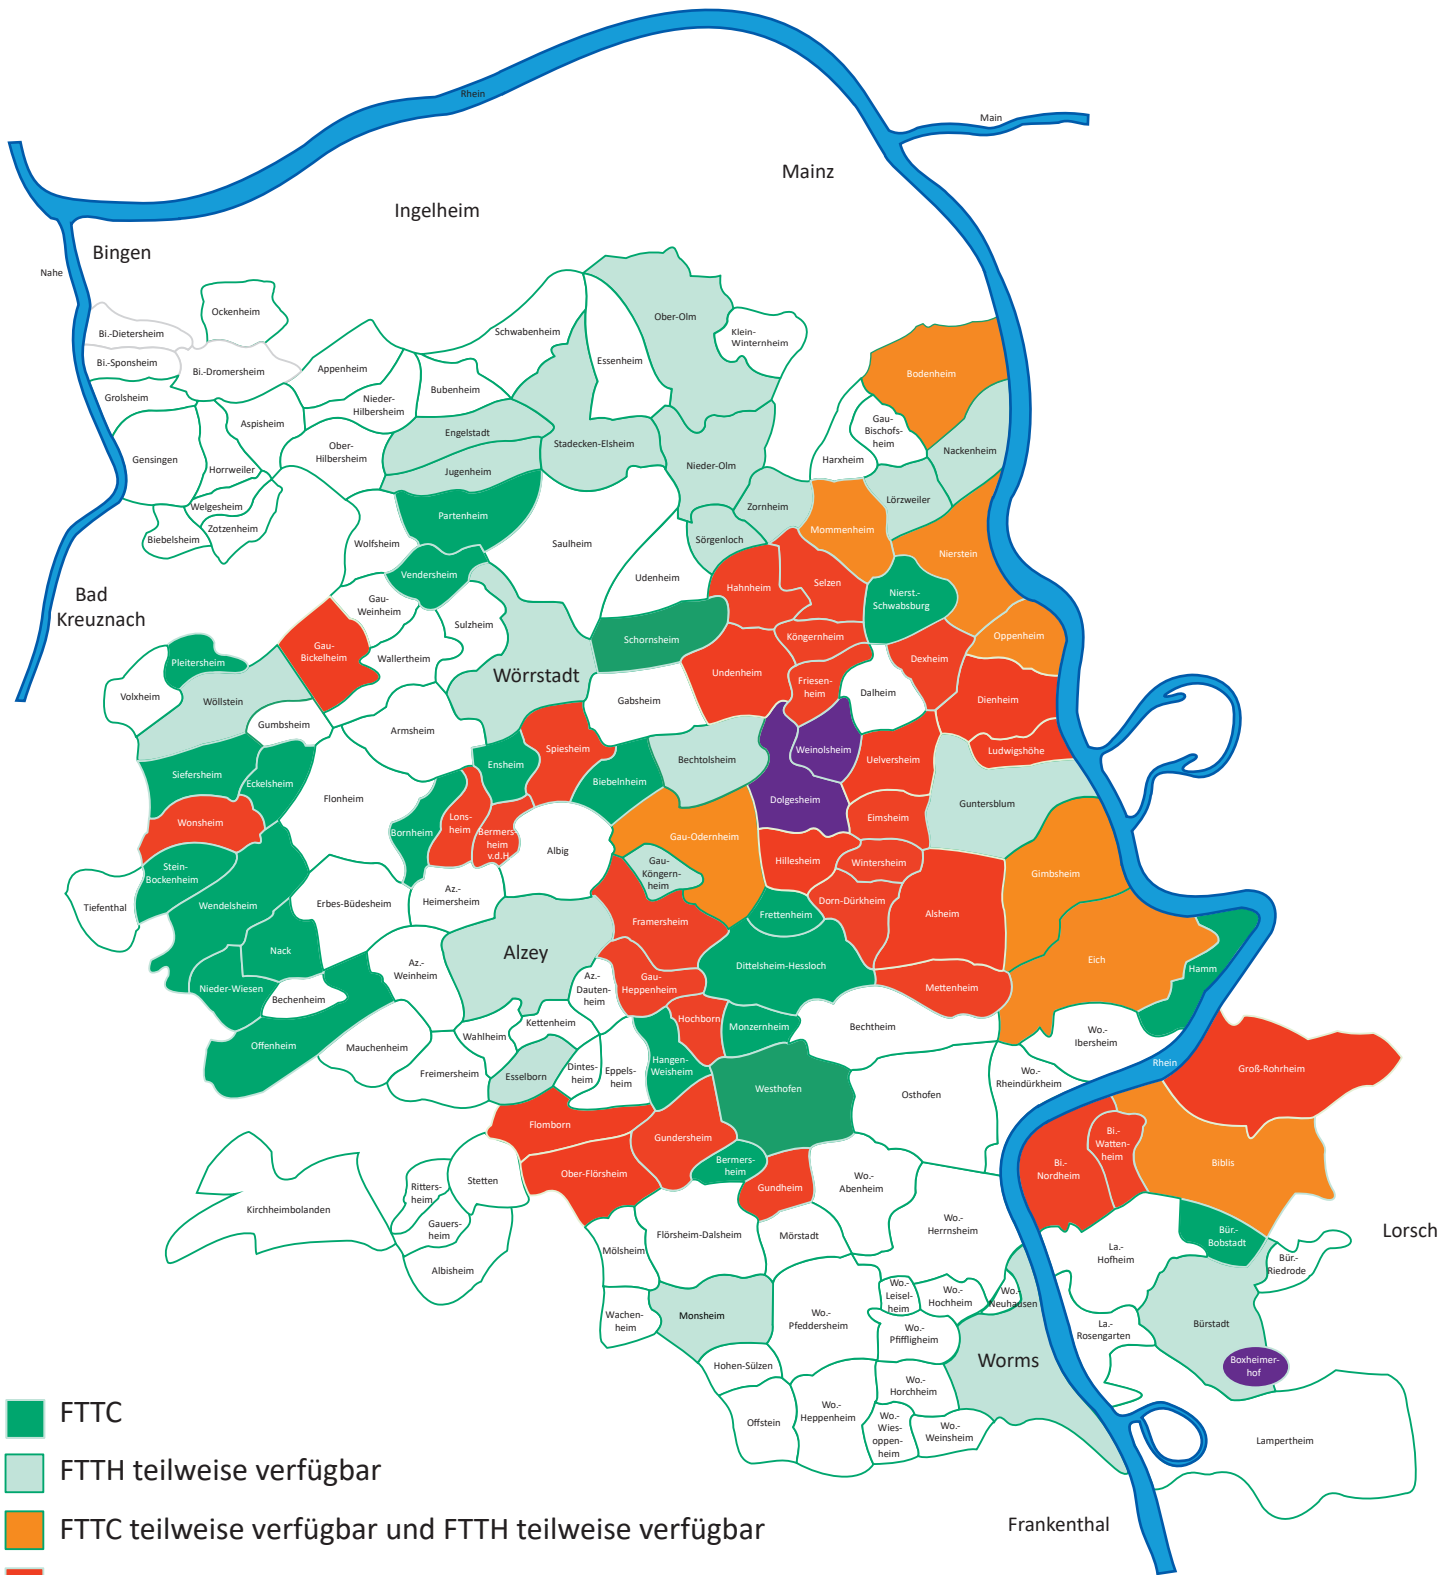 Rhein
Main
Mainz
Ingelheim
Bingen
Nahe
Ockenheim
Bi.-Dietersheim
Bi.-Sponsheim
Bi.-Dromersheim
Grolsheim
Appenheim
Schwabenheim
Essenheim
Ober-Olm
Klein-
Winternheim
Bubenheim
Nieder-
Hilbersheim
Bodenheim
Aspisheim
Ober-
Hilbersheim
Engelstadt
Stadecken-Elsheim
Gau-
Bischofs-
heim
Harxheim
Nackenheim
Gensingen
Horrweiler
Jugenheim
Nieder-Olm
Welgesheim
Zotzenheim
Biebelsheim
Partenheim
Zornheim
Lörzweiler
Wolfsheim
Saulheim
Sörgenloch
Mommenheim
Nierstein
Vendersheim
Udenheim
Hahnheim
Selzen
Nierst.-
Schwabsburg
Bad
Kreuznach
Gau-
Weinheim
Sulzheim
Schornsheim
Köngernheim
Oppenheim
Pleitersheim
Gau-
Bickelheim
Wallertheim
Wörrstadt
Undenheim
Friesen-
heim
Dalheim
Dexheim
Volxheim
Wöllstein
Gumbsheim
Armsheim
Gabsheim
Dienheim
Siefersheim
Eckelsheim
Ensheim
Spiesheim
Biebelnheim
Bechtolsheim
Weinolsheim
Uelversheim
Ludwigshöhe
Flonheim
Dolgesheim
Guntersblum
Wonsheim
Bornheim
Lons-
heim
Bermers-
heim
v.d.H.
Albig
Gau-Odernheim
Eimsheim
Stein-
Bockenheim
Gau-
Köngern-
heim
Hillesheim
Wintersheim
Gimbsheim
Tiefenthal
Wendelsheim
Erbes-Büdesheim
Az.-
Heimersheim
Framersheim
Frettenheim
Dorn-Dürkheim
Alsheim
Nack
Az.-
Weinheim
Alzey
Dittelsheim-Hessloch
Eich
Hamm
Nieder-Wiesen
Bechenheim
Az.-
Dauten-
heim
Gau-
Heppenheim
Mettenheim
Offenheim
Mauchenheim
Wahlheim
Kettenheim
Hochborn
Monzernheim
Bechtheim
Wo.-
Ibersheim
Freimersheim
Esselborn
Dintes-
heim
Eppels-
heim
Hangen-
Weisheim
Westhofen
Osthofen
Wo.-
Rheindürkheim
Rhein
Groß-Rohrheim
Flomborn
Gundersheim
Bi.-
Watten-
heim
Bi.-
Nordheim
Biblis
Ober-Flörsheim
Bermers-
heim
Gundheim
Wo.-
Abenheim
Kirchheimbolanden
Ritters-
heim
Stetten
Gauers-
heim
Albisheim
Mölsheim
Flörsheim-Dalsheim
Mörstadt
Wo.-
Herrnsheim
La.-
Hofheim
Bür.-
Bobstadt
Bür.-
Riedrode
Lorsch
Wachen-
heim
Monsheim
Wo.-
Pfeddersheim
Wo.-
Leisel-
heim
Wo.-
Hochheim
Wo.-
Neuhausen
Wo.-
Pfiffligheim
La.-
Rosengarten
Bürstadt
Hohen-Sülzen
Worms
Boxheimer-
hof
Wo.-
Horchheim
Offstein
Wo.-
Heppenheim
Wo.-
Wies-
oppen-
heim
Wo.-
Weinsheim
Lampertheim
Frankenthal
FTTC
FTTH teilweise verfügbar
FTTC teilweise verfügbar und FTTH teilweise verfügbar